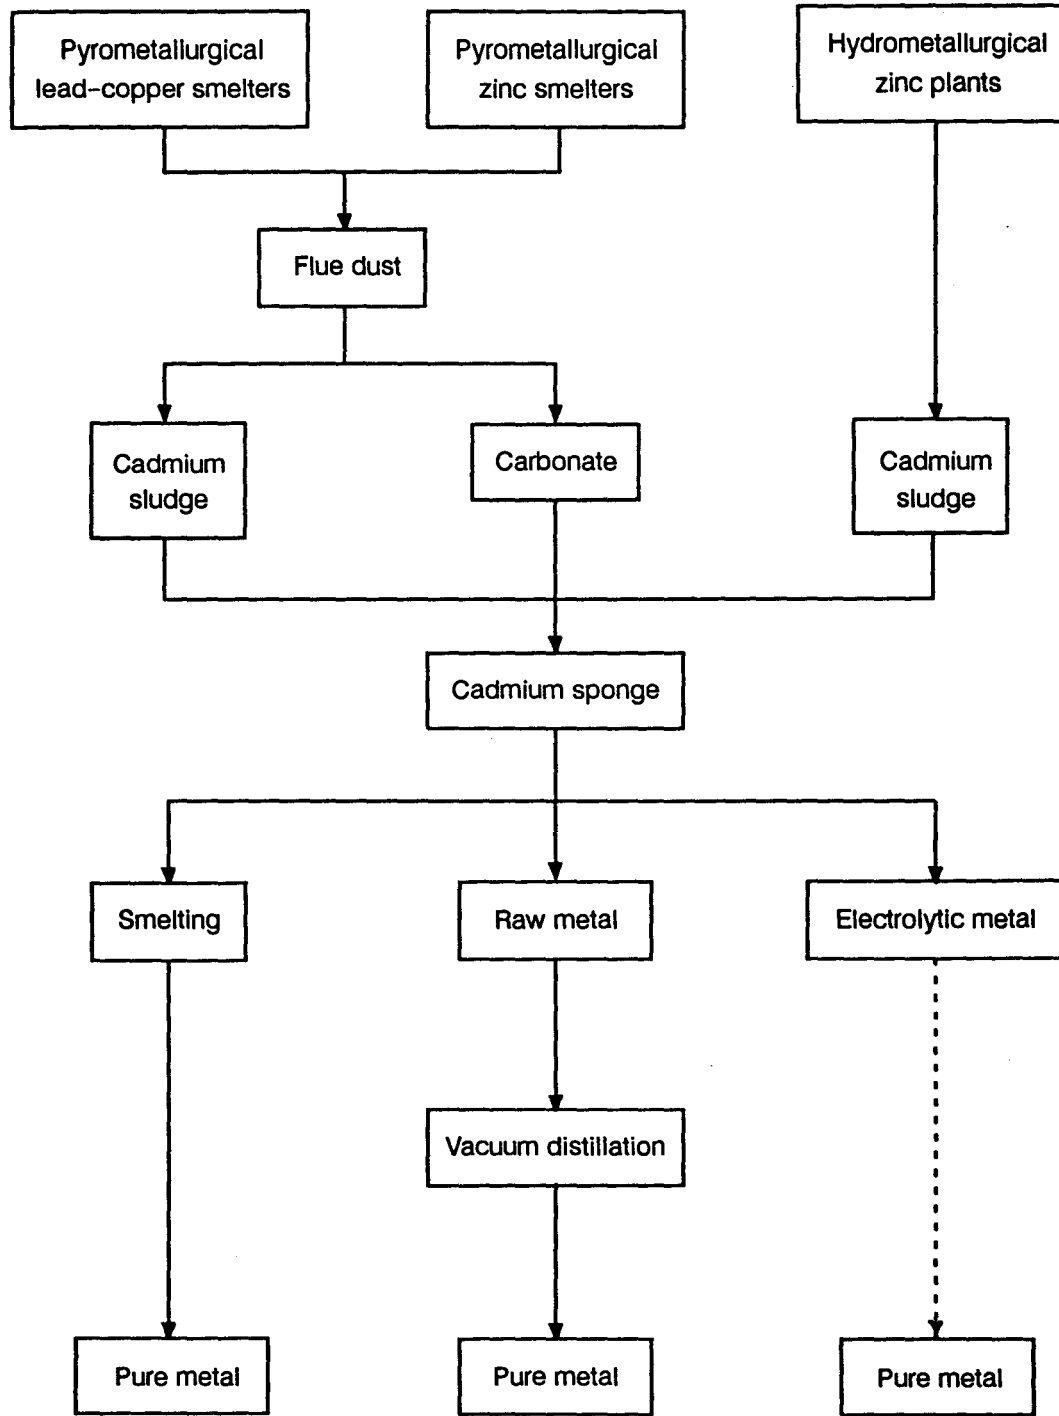 Pyrometallurgical
lead-copper smelters
Pyrometallurgical
zinc smelters
Hydrometallurgical
zinc plants
Flue dust
Cadmium
sludge
Carbonate
Cadmium
sludge
Cadmium sponge
Smelting
Raw metal
Electrolytic metal
Vacuum distillation
Pure metal
Pure metal
Pure metal